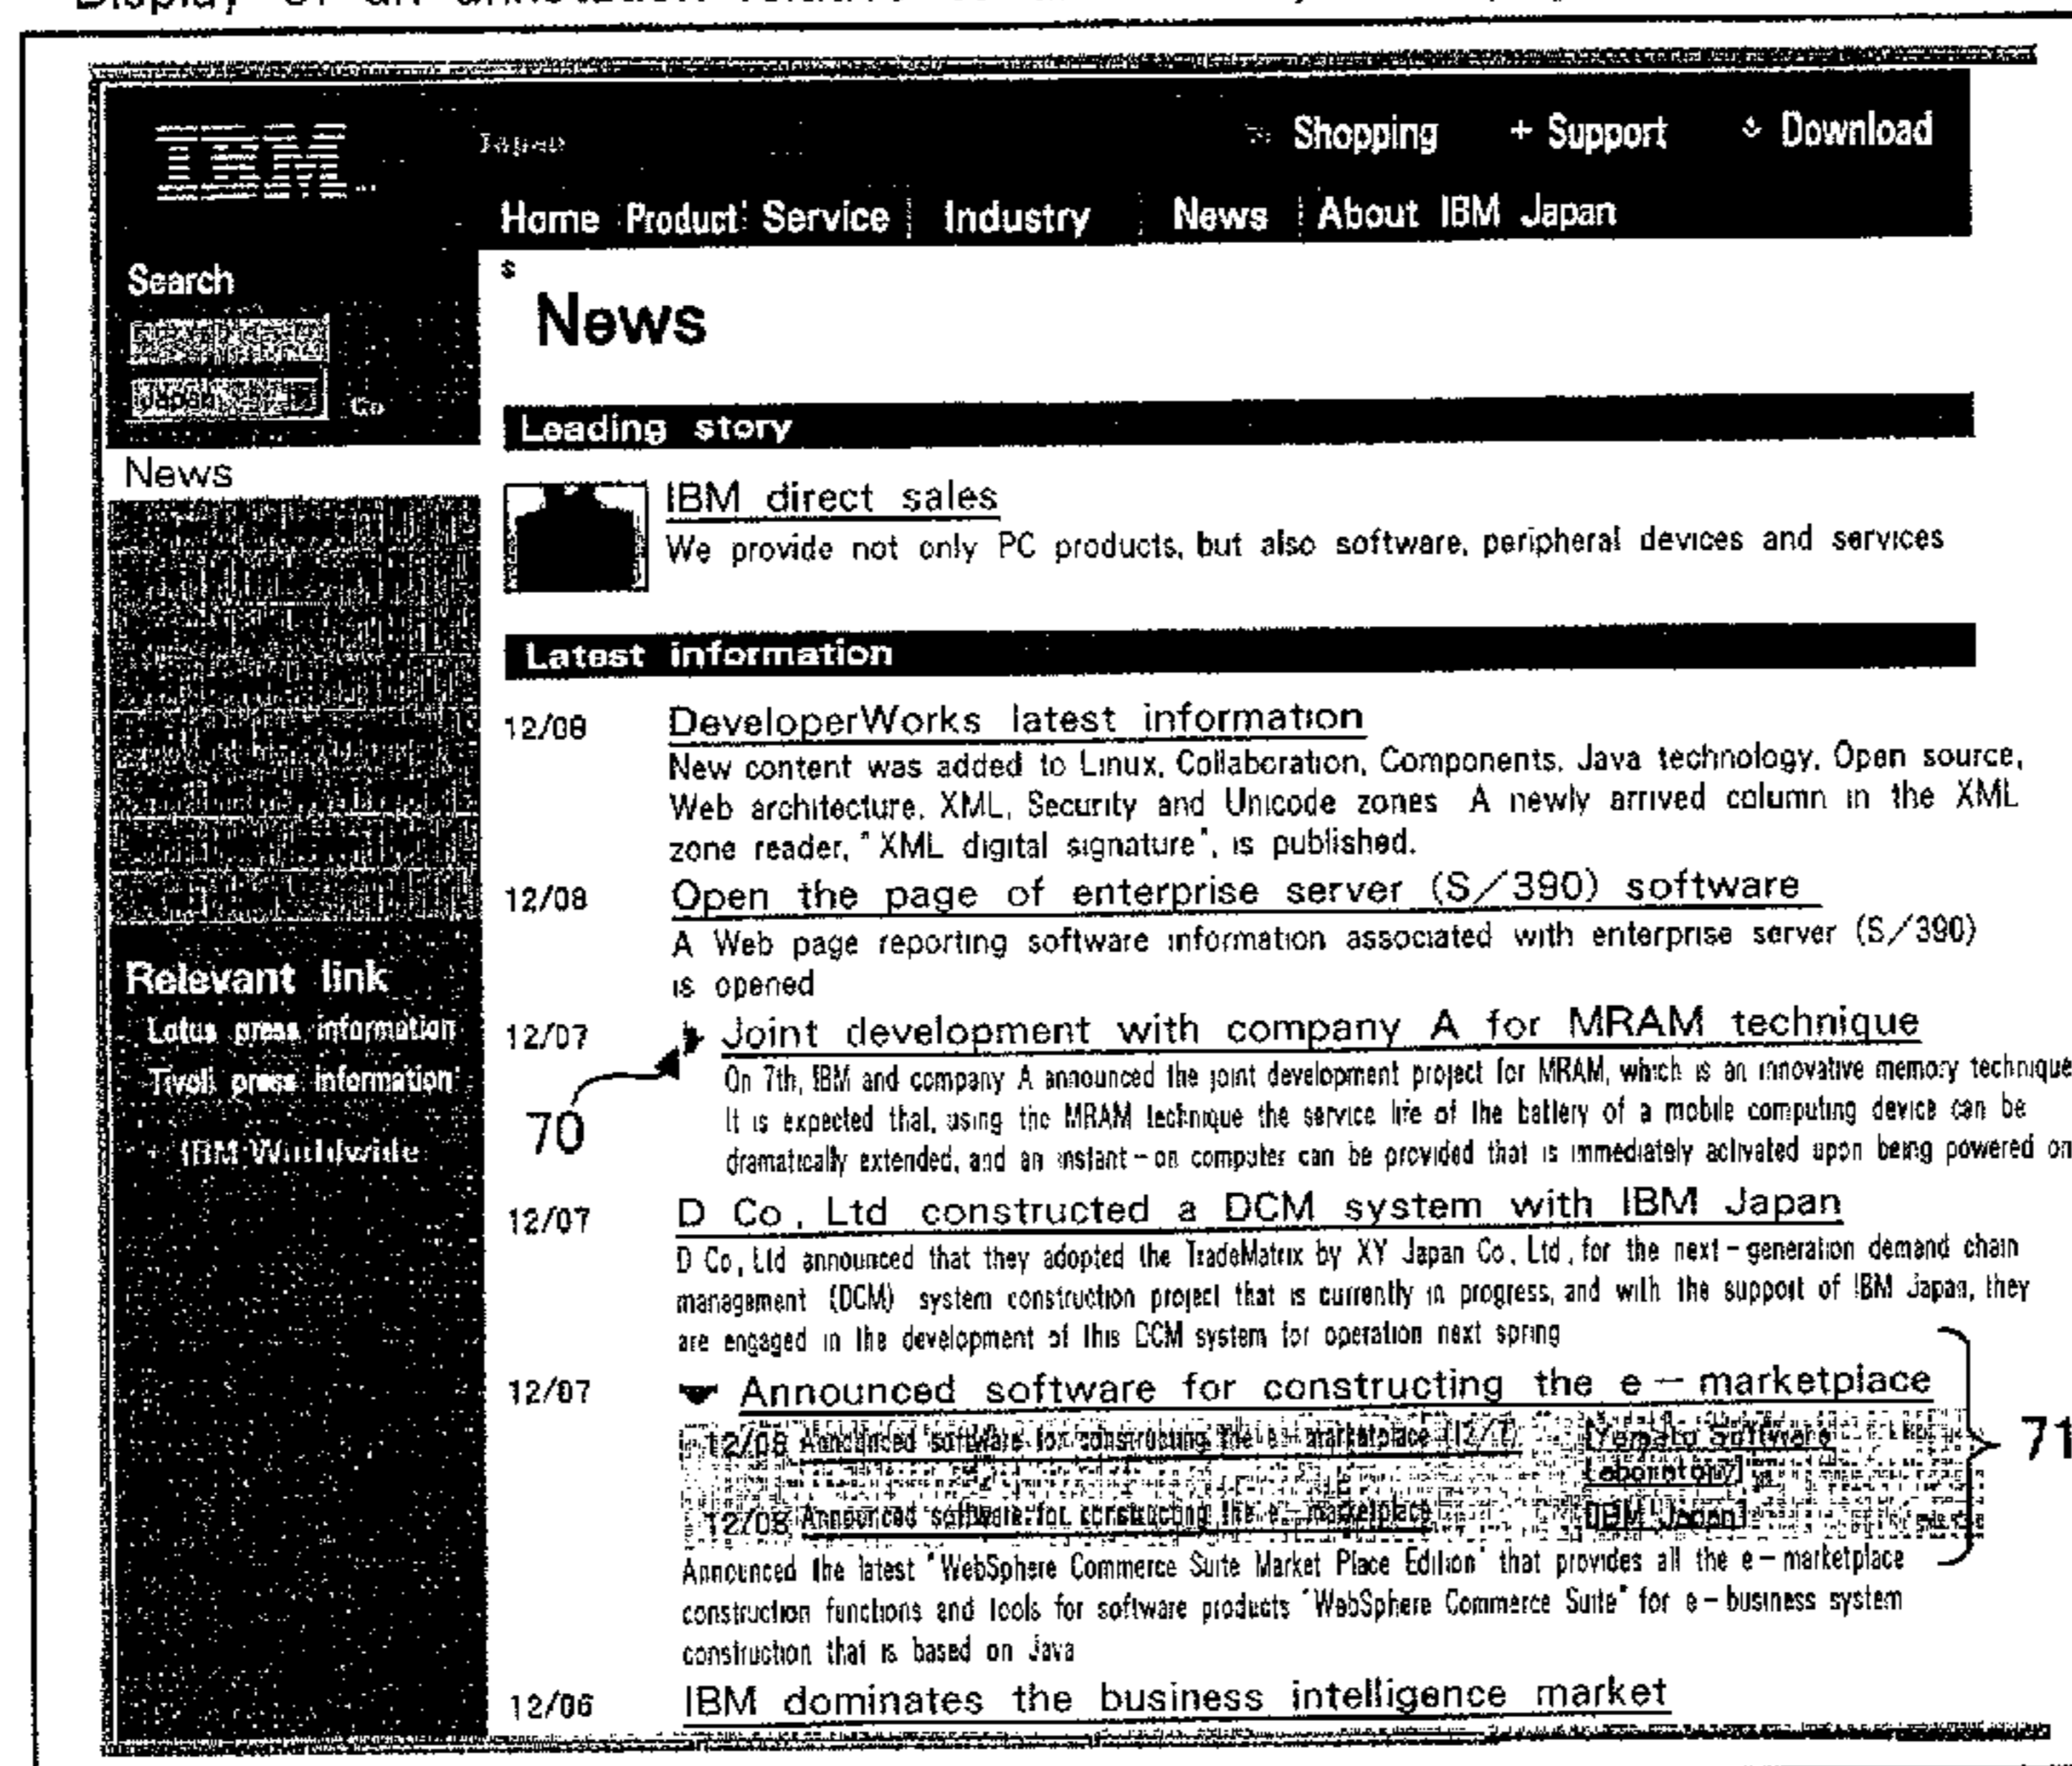 Display of an annotation
IBM
Japan
Shopping + Support Download
Home Product Service Industry News About IBM Japan
s
Search
Japan Go
News
News
Leading story
IBM direct sales
We provide not only PC products, but also software, peripheral devices and services
Latest information
12/08 DeveloperWorks latest information
New content was added to Linux, Collaboration, Components, Java technology, Open source,
Web architecture, XML, Security and Unicode zones A newly arrived column in the XML
zone reader, "XML digital signature", is published.
12/08 Open the page of enterprise server (S/390) software
A Web page reporting software information associated with enterprise server (S/390)
is opened
Relevant link
Lotus press information
Tivoli press information
IBM Worldwide
12/07 Joint development with company A for MRAM technique
On 7th, IBM and company A announced the joint development project for MRAM, which is an innovative memory technique
It is expected that, using the MRAM technique the service life of the battery of a mobile computing device can be
dramatically extended, and an instant-on computer can be provided that is immediately activated upon being powered on
70
12/07 D Co., Ltd constructed a DCM system with IBM Japan
D Co., Ltd announced that they adopted the TradeMatrix by XY Japan Co., Ltd, for the next-generation demand chain
management (DCM) system construction project that is currently in progress, and with the support of IBM Japan, they
are engaged in the development of this DCM system for operation next spring
12/07 Announced software for constructing the e-marketplace
12/08 Announced software for constructing the e-marketplace (12/7) [Yamato Software
Laboratory]
12/08 Announced software for constructing the e-marketplace [IBM Japan]
71
Announced the latest "WebSphere Commerce Suite Market Place Edition" that provides all the e-marketplace
construction functions and tools for software products "WebSphere Commerce Suite" for e-business system
construction that is based on Java
12/06 IBM dominates the business intelligence market